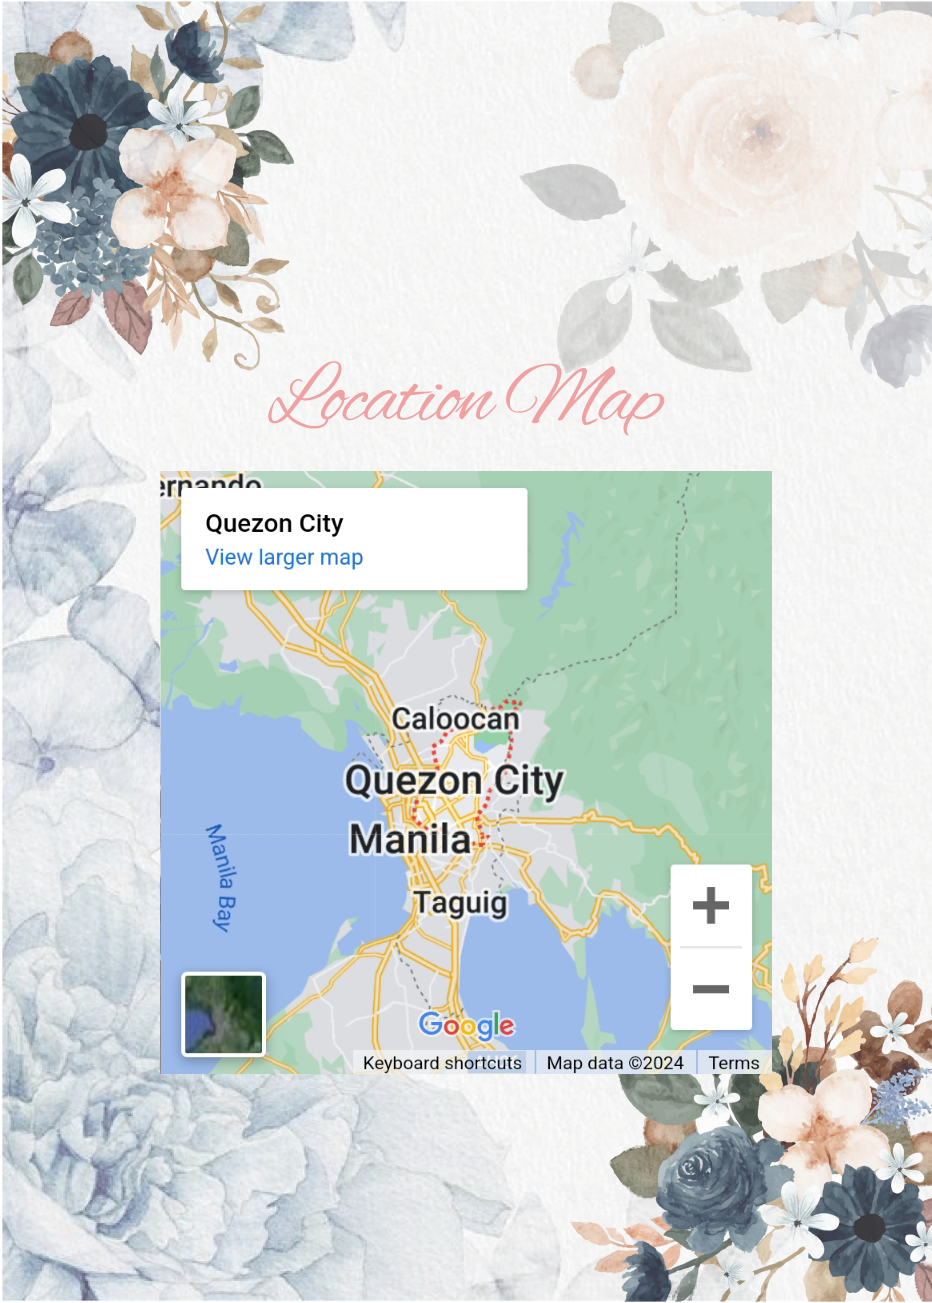 Location Map
ernando
Quezon City
View larger map
Caloocan
Quezon City
Manila
Manila Bay
Taguig
Google
Keyboard shortcuts
Map data ©2024
Terms